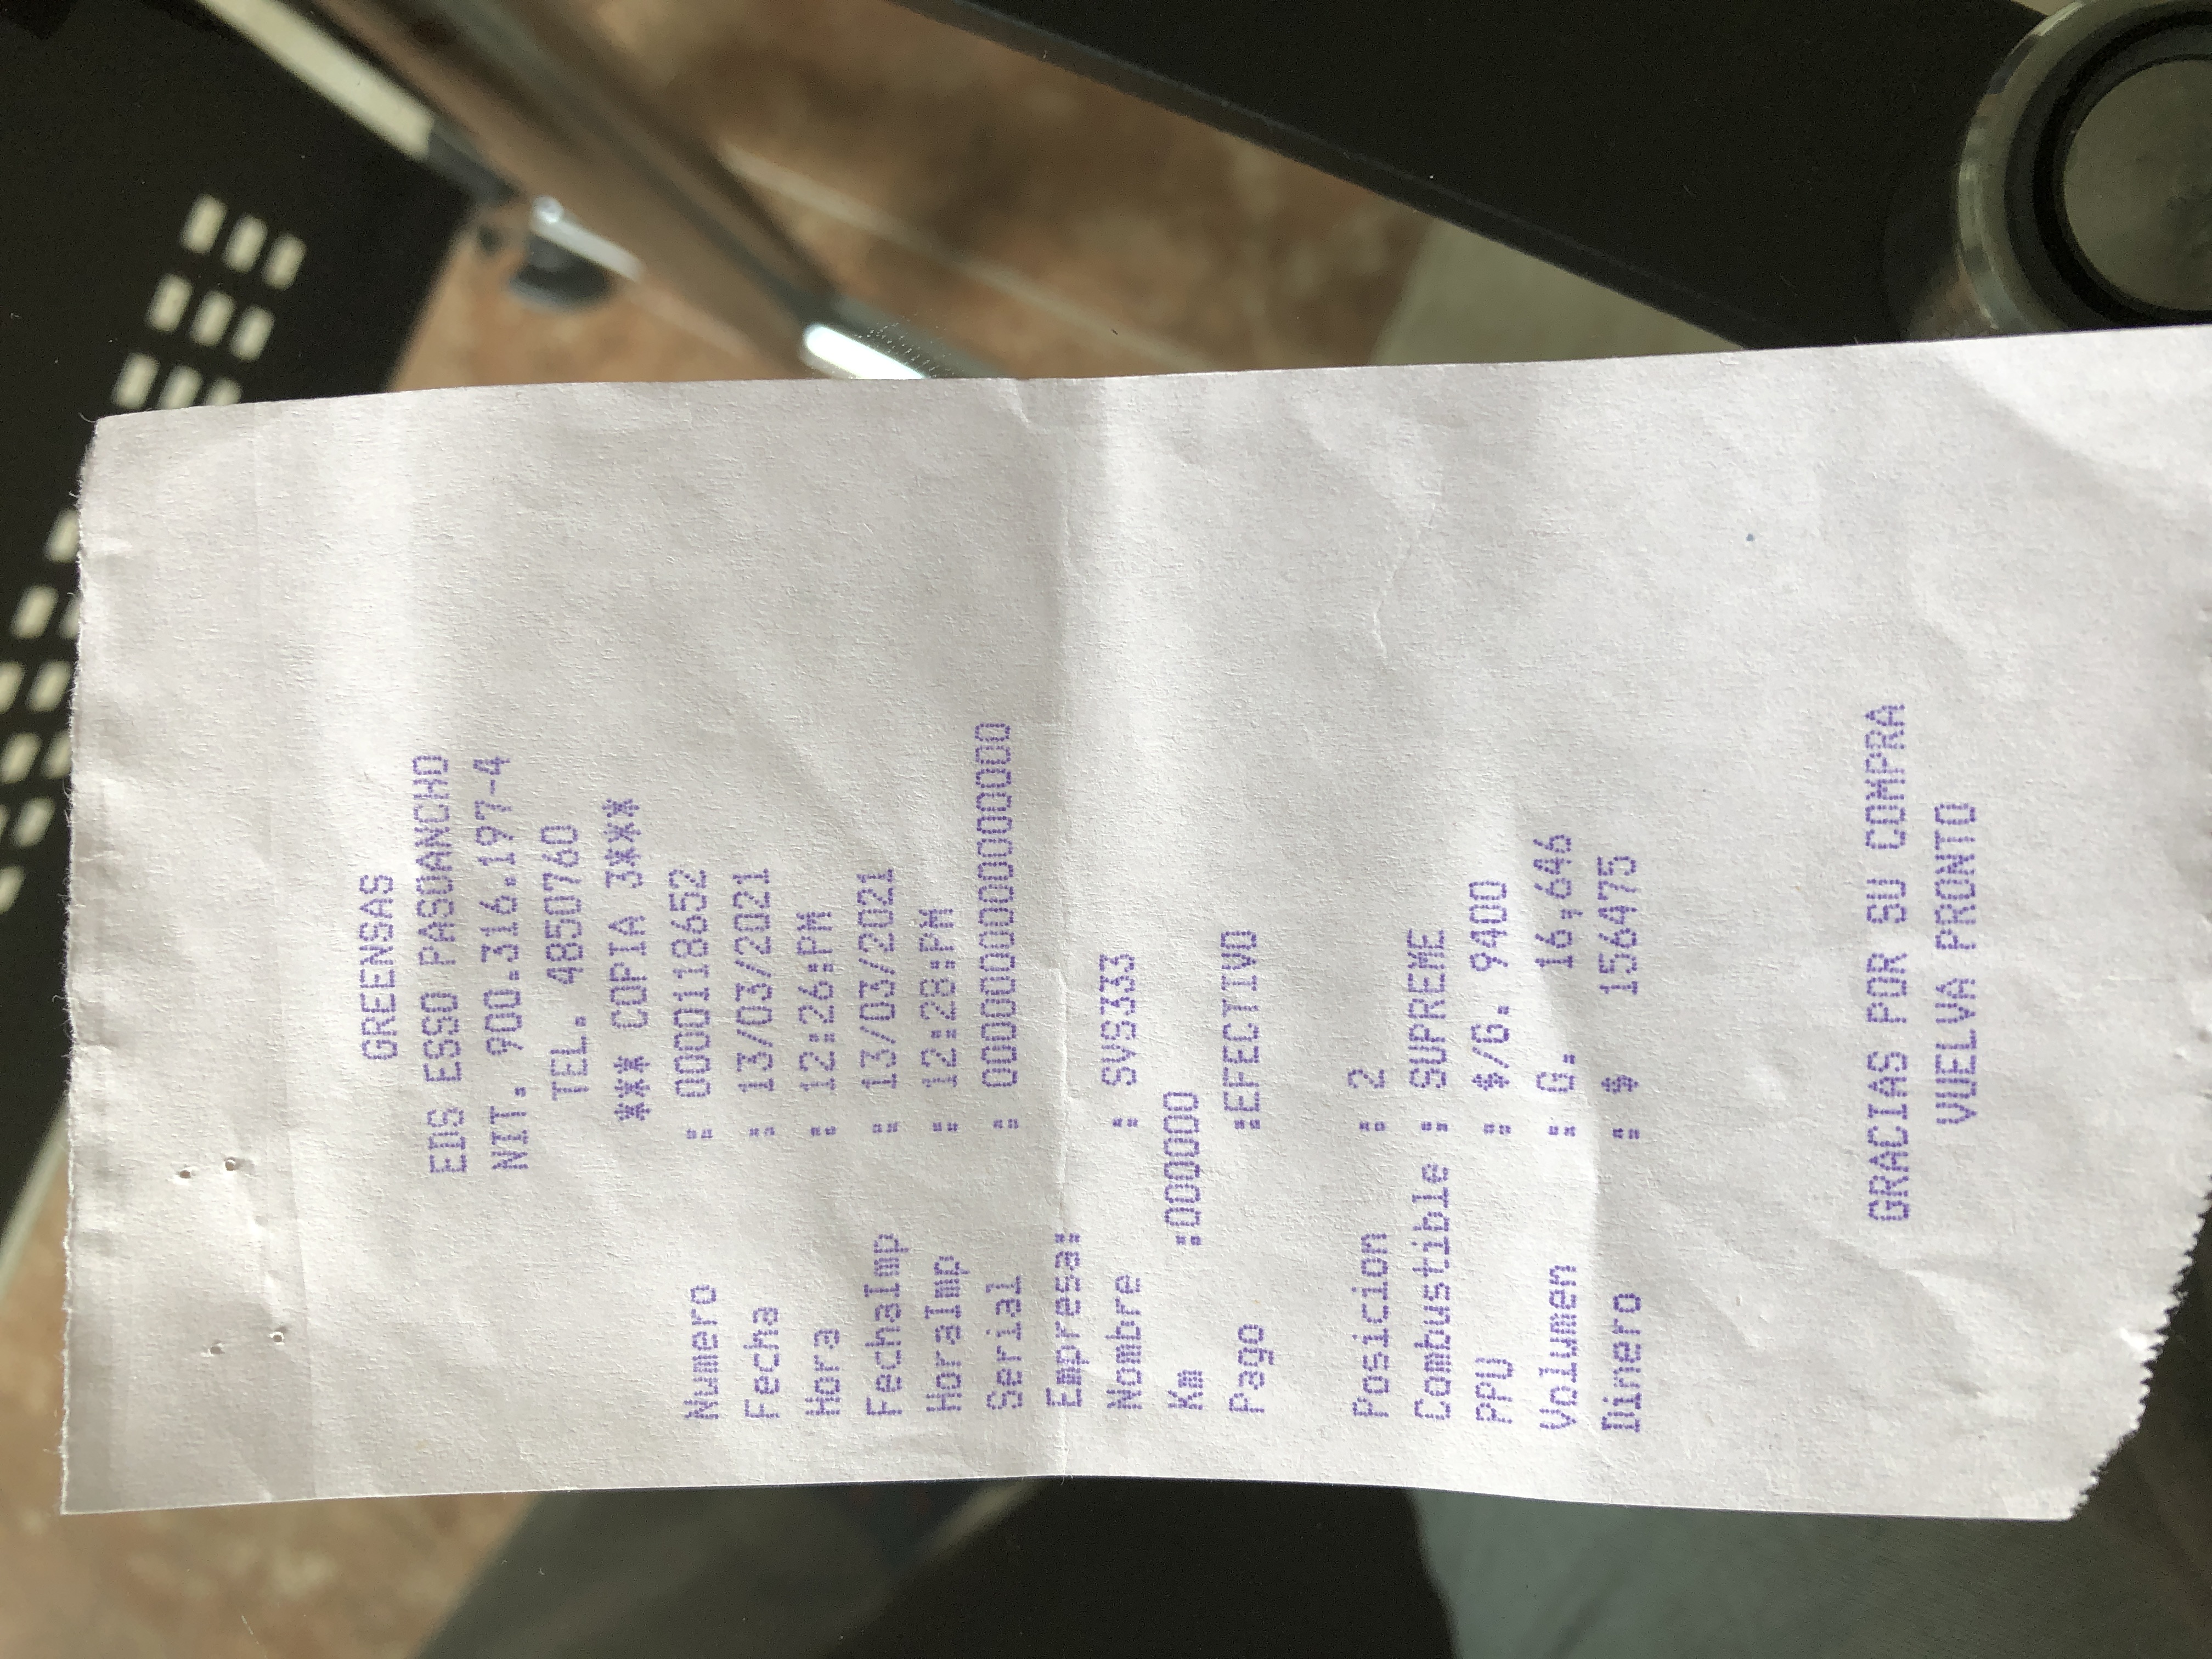 GREENSAS
EDS ESSO PASOANCHO
NIT. 900.316.197-4
TEL. 4850760
*** COPIA 3***
Numero : 0000118652
Fecha : 13/03/2021
Hora : 12:26:PM
FechaImp : 13/03/2021
HoraImp : 12:28:PM
Serial : 0000000000000000
Empresa:
Nombre : SVS333
Km :000000
Pago :EFECTIVO
Posicion : 2
Combustible : SUPREME
PPU : $/G. 9400
Volumen : G. 16,646
Dinero : $ 156475
GRACIAS POR SU COMPRA
VUELVA PRONTO